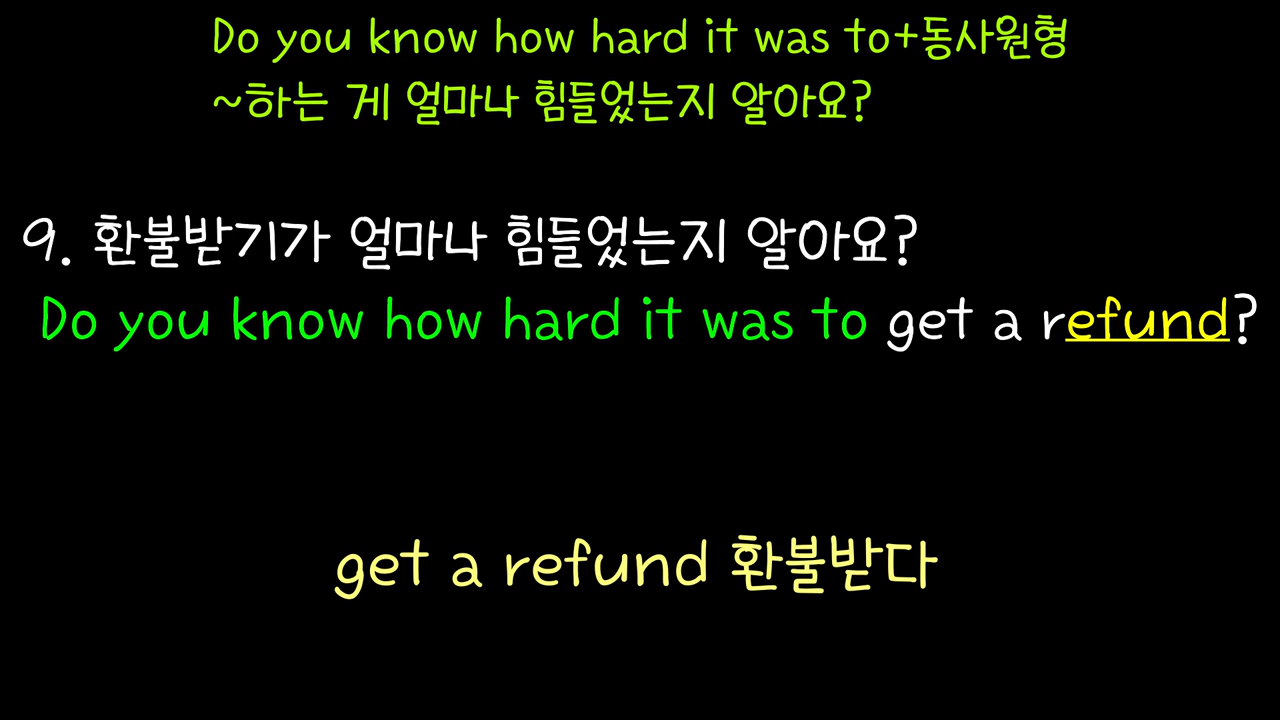 Do you know how hard it was to+동사원형
~하는 게 얼마나 힘들었는지 알아요?
9. 환불받기가 얼마나 힘들었는지 알아요?
Do you know how hard it was to get a refund?
get a refund 환불받다